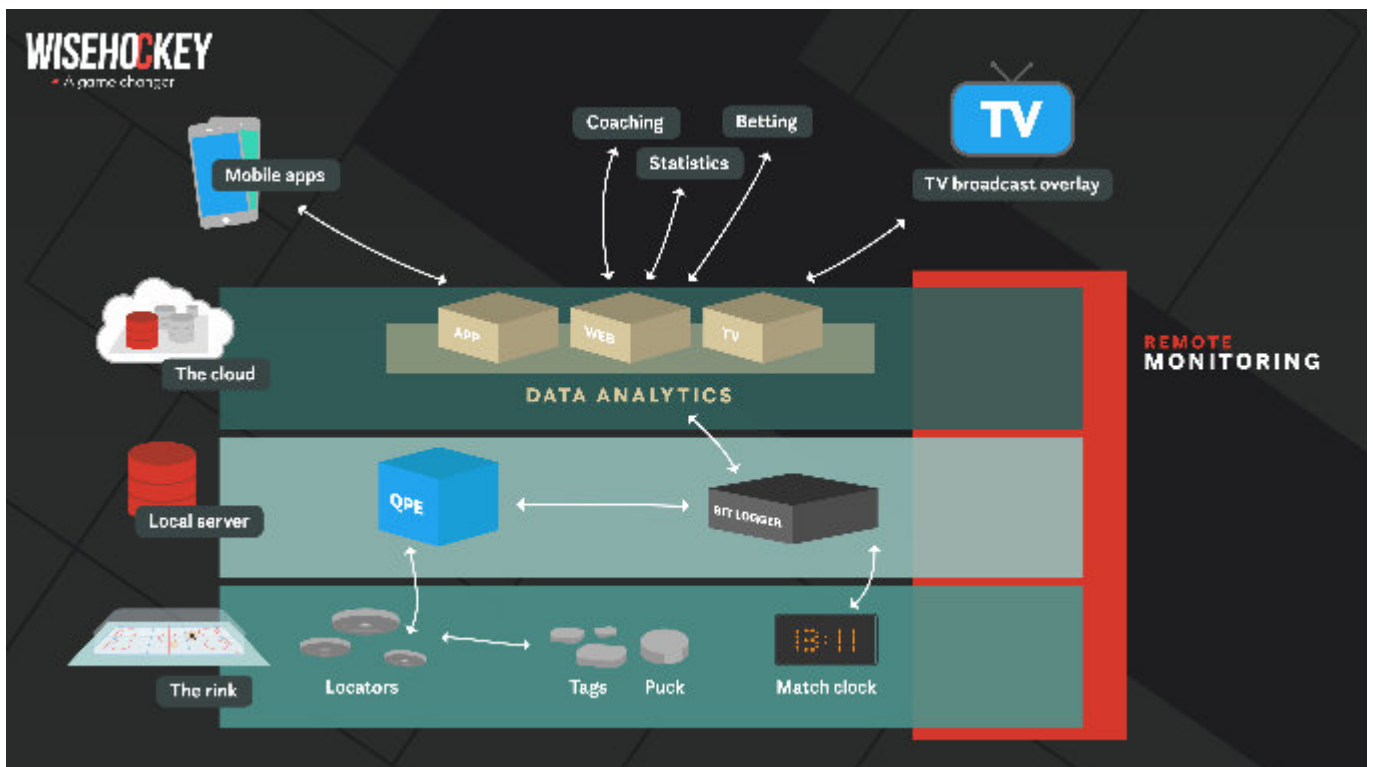 WISEHOCKEY
A game changer
Coaching
Betting
Statistics
TV
Mobile apps
TV broadcast overlay
APP
WEB
TV
The cloud
DATA ANALYTICS
REMOTE
MONITORING
QPE
BIT LOGGER
Local server
13:11
The rink
Locators
Tags
Puck
Match clock